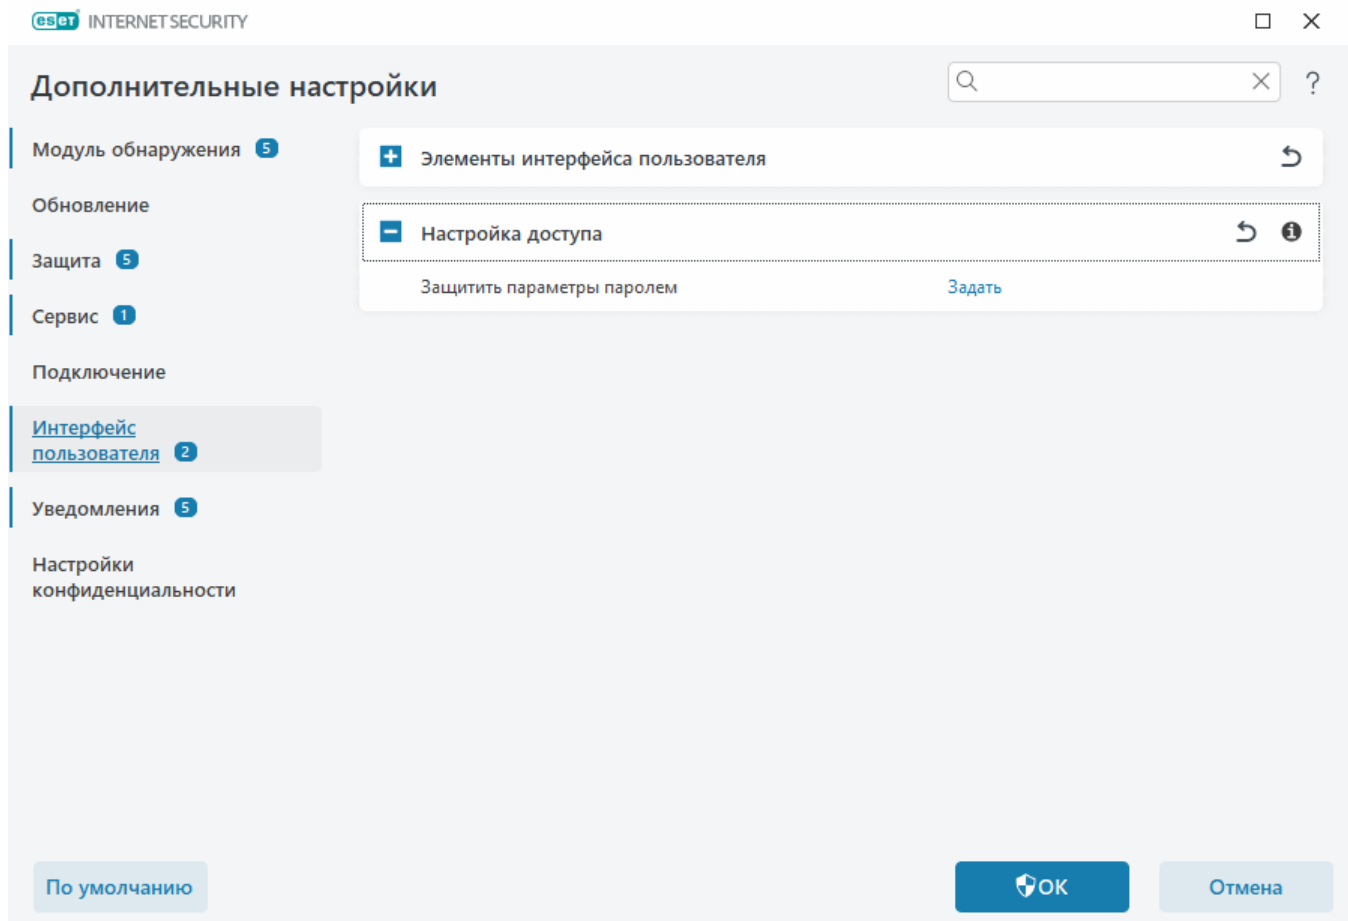 eset INTERNET SECURITY
Дополнительные настройки
?
Модуль обнаружения 5
Обновление
Защита 5
Сервис 1
Подключение
Интерфейс
пользователя 2
Уведомления 5
Настройки
конфиденциальности
Элементы интерфейса пользователя
Настройка доступа
Защитить параметры паролем Задать
По умолчанию
ОК
Отмена